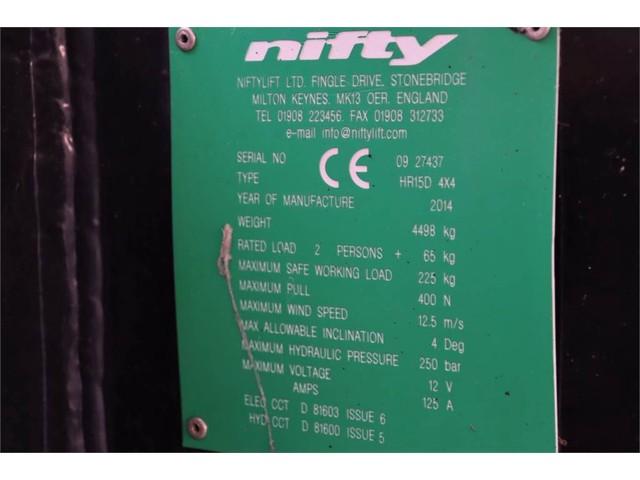 nifty
NIFTYLIFT LTD. FINGLE DRIVE, STONEBRIDGE
MILTON KEYNES. MK13 OER. ENGLAND
TEL 01908 223456. FAX 01908 312733
e-mail info@niftylift.com
SERIAL NO CE 09 27437
TYPE HR15D 4X4
YEAR OF MANUFACTURE 2014
WEIGHT 4498 kg
RATED LOAD 2 PERSONS + 65 kg
MAXIMUM SAFE WORKING LOAD 225 kg
MAXIMUM PULL 400 N
MAXIMUM WIND SPEED 12.5 m/s
MAX ALLOWABLE INCLINATION 4 Deg
MAXIMUM HYDRAULIC PRESSURE 250 bar
MAXIMUM VOLTAGE 12 V
AMPS 125 A
ELEC CCT D 81603 ISSUE 6
HYD CCT D 81600 ISSUE 5